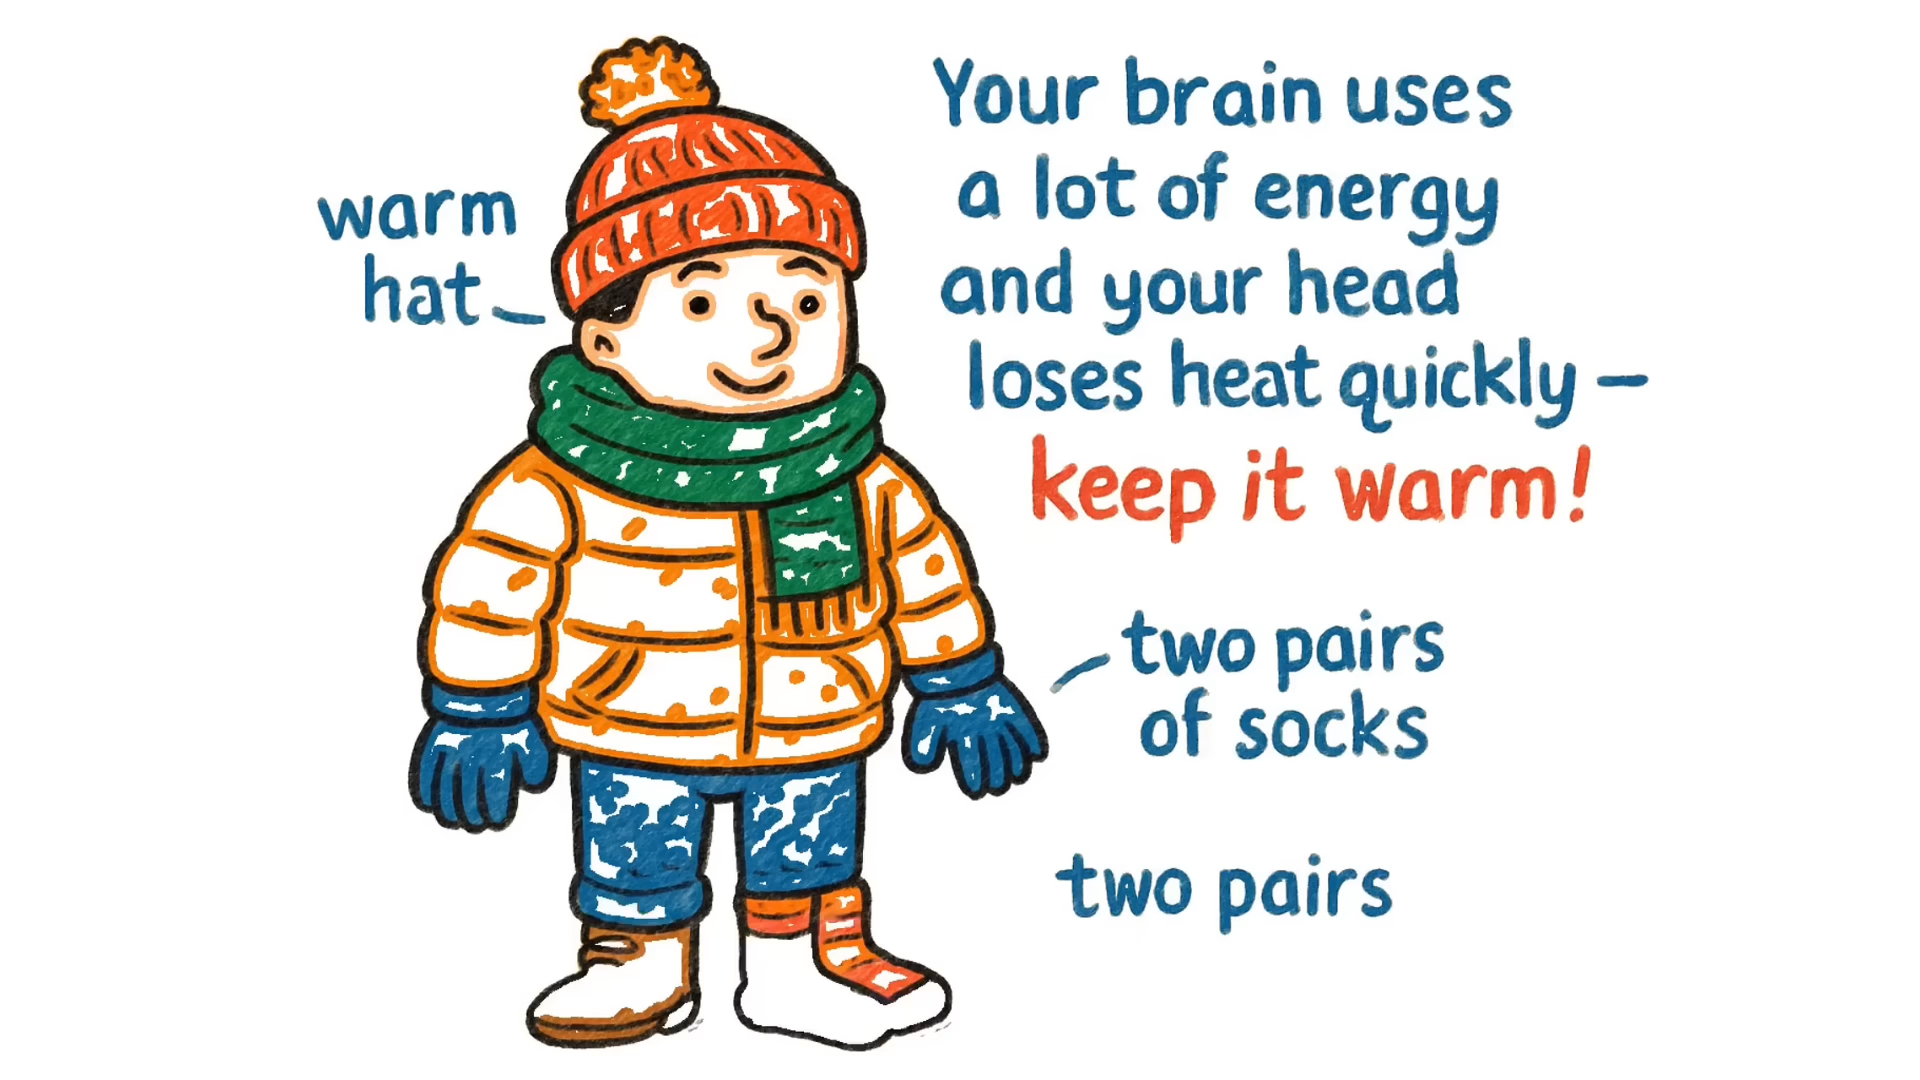 warm
hat
Your brain uses
a lot of energy
and your head
loses heat quickly –
keep it warm!
two pairs
of socks
two pairs